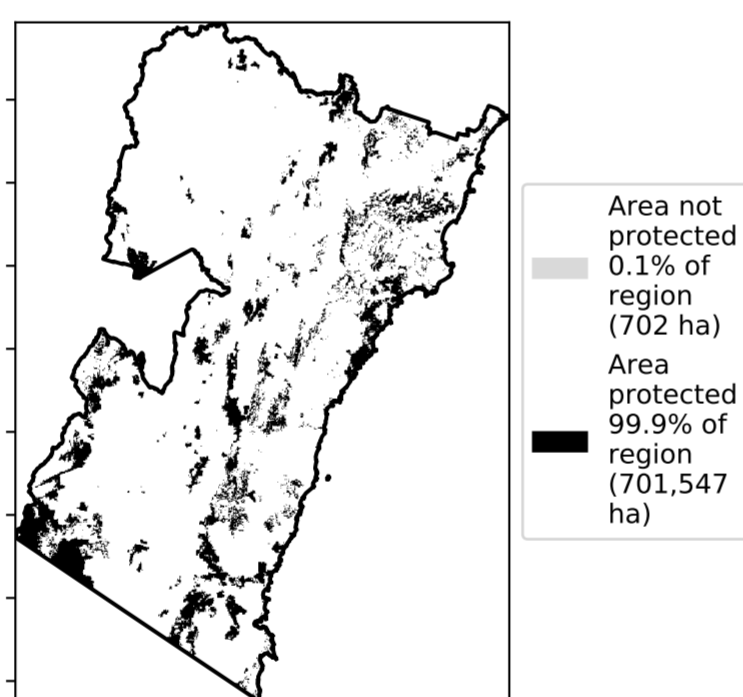 Area not
protected
0.1% of
region
(702 ha)
Area
protected
99.9% of
region
(701,547
ha)